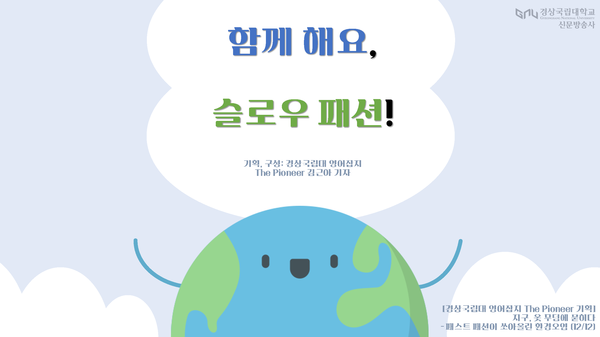 경상국립대학교
신문방송사
함께 해요,
슬로우 패션!
기획, 구성: 경상국립대 영어잡지
The Pioneer 김근아 기자
[경상국립대 영어잡지 The Pioneer 기획]
지구, 옷 무덤에 묻히다
- 패스트 패션이 쏘아올린 환경오염 (12/12)